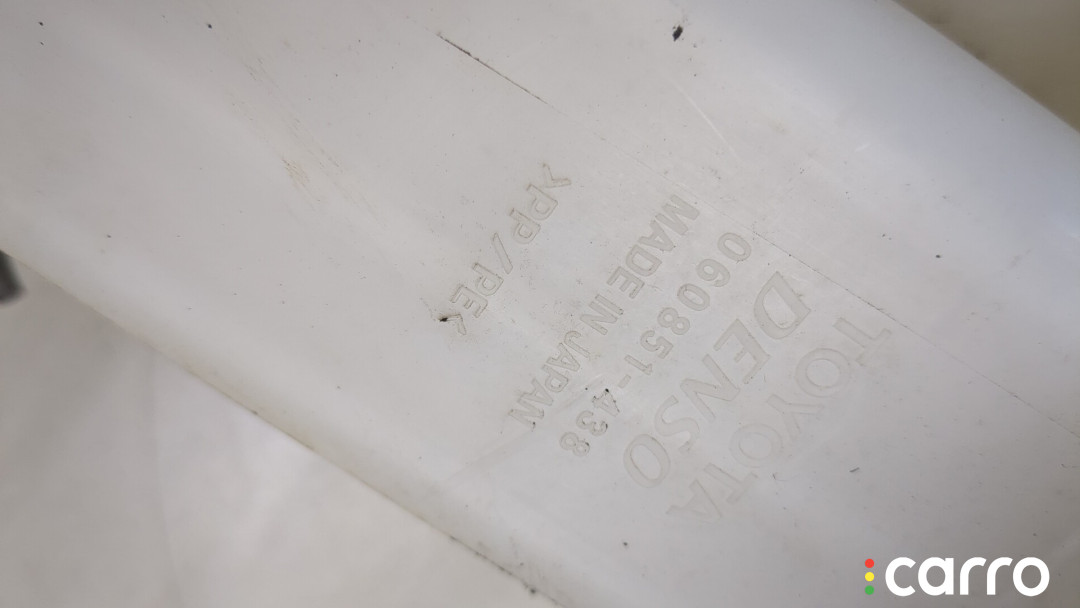 TOYOTA
DENSO
060851-438
MADE IN JAPAN
>PP/PE<
carro